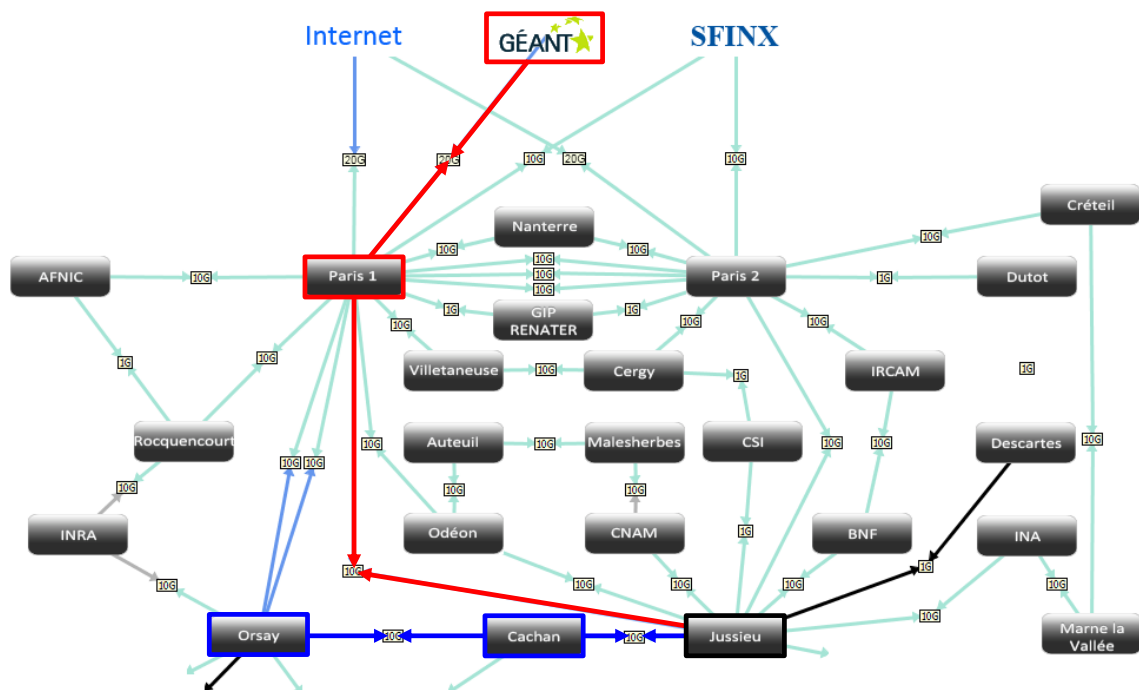 Internet
GÉANT
SFINX
20G
20G
10G
20G
10G
Créteil
Nanterre
10G
10G
10G
10G
AFNIC
10G
Paris 1
10G
Paris 2
1G
Dutot
10G
1G
GIP
RENATER
1G
10G
10G
10G
1G
10G
Villetaneuse
10G
Cergy
1G
IRCAM
1G
Rocquencourt
10G
Auteuil
10G
Malesherbes
CSI
10G
10G
Descartes
10G
10G
10G
10G
10G
10G
10G
INRA
Odéon
CNAM
1G
BNF
INA
10G
1G
10G
10G
10G
10G
10G
10G
Orsay
10G
Cachan
10G
Jussieu
Marne la
Vallée